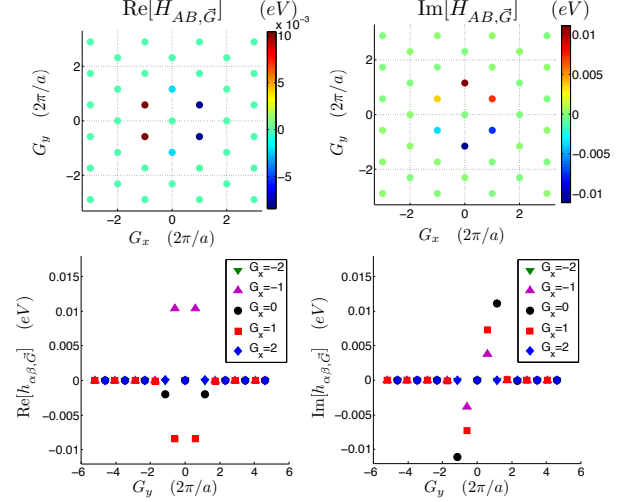 Re[H_{AB,\vec{G}}] (eV)
10 × 10⁻³
5
0
−5
G_y (2π/a)
2
0
−2
−2 0 2
G_x (2π/a)
Im[H_{AB,\vec{G}}] (eV)
0.01
0.005
0
−0.005
−0.01
G_y (2π/a)
2
0
−2
−2 0 2
G_x (2π/a)
Re[h_{αβ,\vec{G}}] (eV)
0.015
0.01
0.005
0
−0.005
−0.01
G_x=−2
G_x=−1
G_x=0
G_x=1
G_x=2
−6 −4 −2 0 2 4 6
G_y (2π/a)
Im[h_{αβ,\vec{G}}] (eV)
0.015
0.01
0.005
0
−0.005
−0.01
G_x=−2
G_x=−1
G_x=0
G_x=1
G_x=2
−6 −4 −2 0 2 4 6
G_y (2π/a)